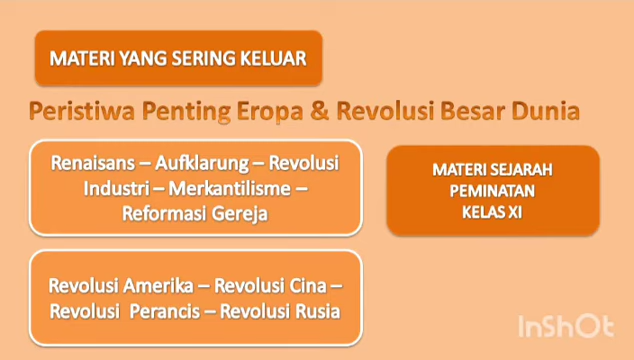 MATERI YANG SERING KELUAR
Peristiwa Penting Eropa & Revolusi Besar Dunia
Renaisans – Aufklarung – Revolusi
Industri – Merkantilisme –
Reformasi Gereja
MATERI SEJARAH
PEMINATAN
KELAS XI
Revolusi Amerika – Revolusi Cina –
Revolusi Perancis – Revolusi Rusia
InShOt